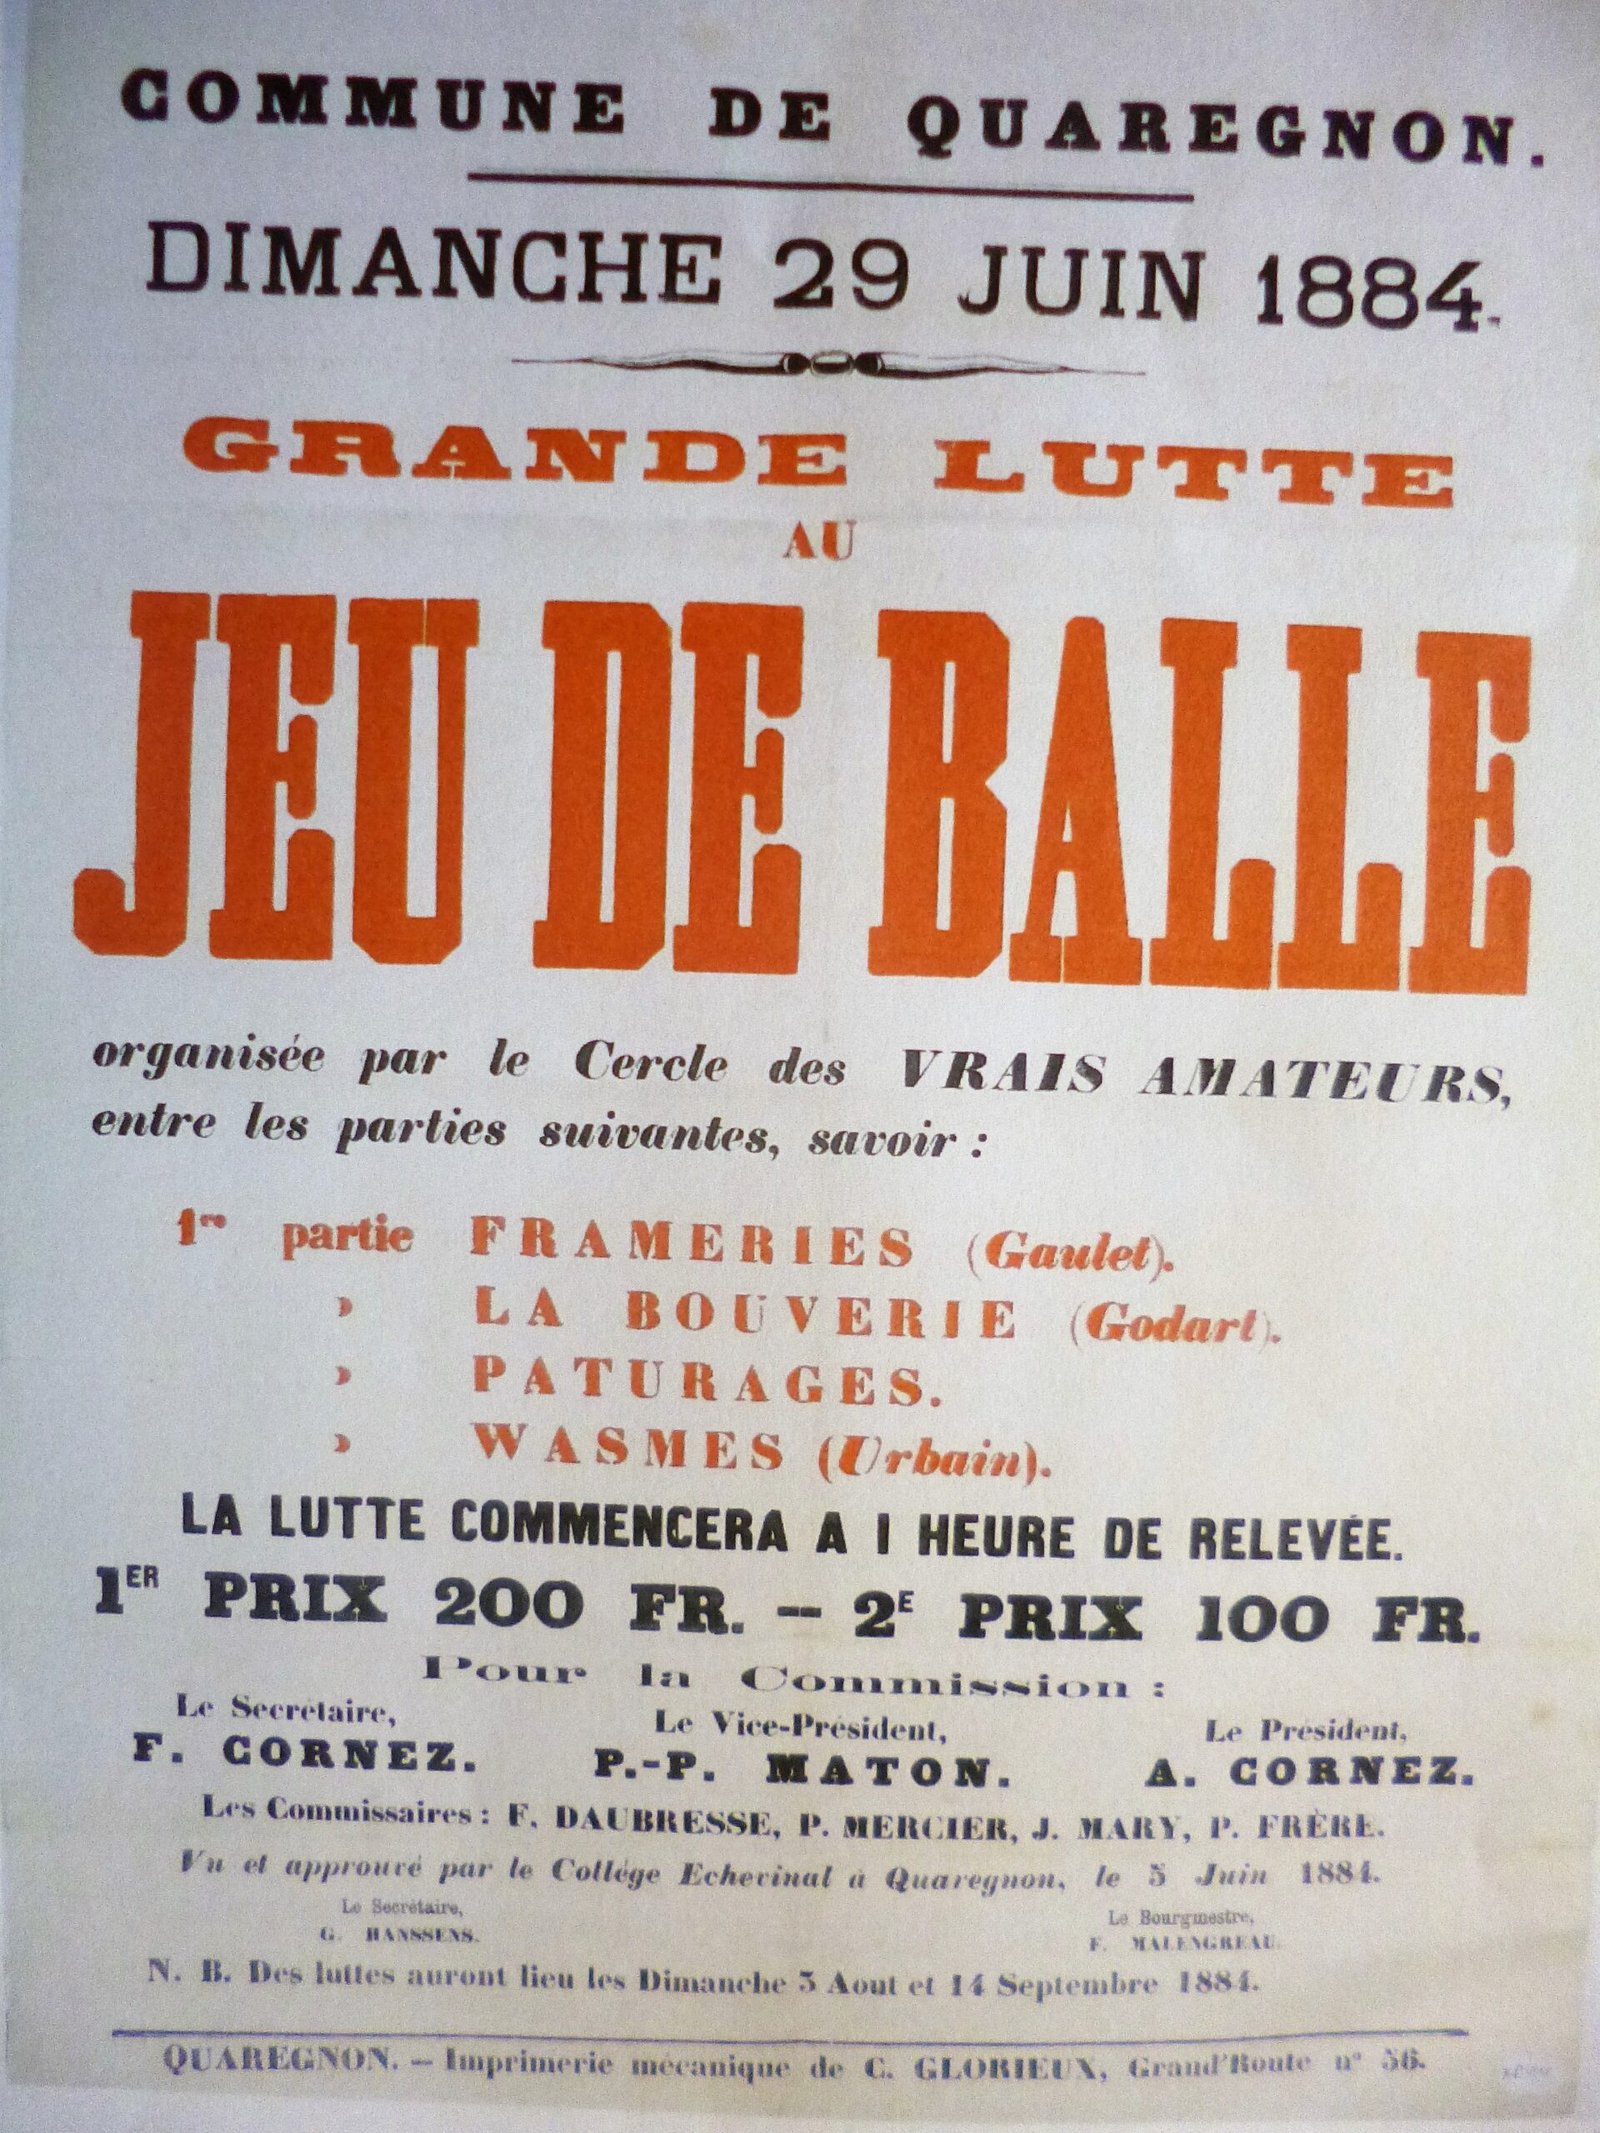 COMMUNE DE QUAREGNON.
DIMANCHE 29 JUIN 1884.
GRANDE LUTTE
AU
JEU DE BALLE
organisée par le Cercle des VRAIS AMATEURS,
entre les parties suivantes, savoir :
1re partie FRAMERIES (Gaulet).
» LA BOUVERIE (Godart).
» PATURAGES.
» WASMES (Urbain).
LA LUTTE COMMENCERA A 1 HEURE DE RELEVÉE.
1ER PRIX 200 FR. -- 2E PRIX 100 FR.
Pour la Commission :
Le Secrétaire, Le Vice-Président, Le Président,
F. CORNEZ. P.-P. MATON. A. CORNEZ.
Les Commissaires : F. DAUBRESSE, P. MERCIER, J. MARY, P. FRÈRE.
Vu et approuvé par le Collége Echevinal à Quaregnon, le 5 Juin 1884.
Le Secrétaire, Le Bourgmestre,
G. HANSSENS. F. MALENGREAU.
N. B. Des luttes auront lieu les Dimanche 3 Aout et 14 Septembre 1884.
QUAREGNON. — Imprimerie mécanique de C. GLORIEUX, Grand'Route n° 56.